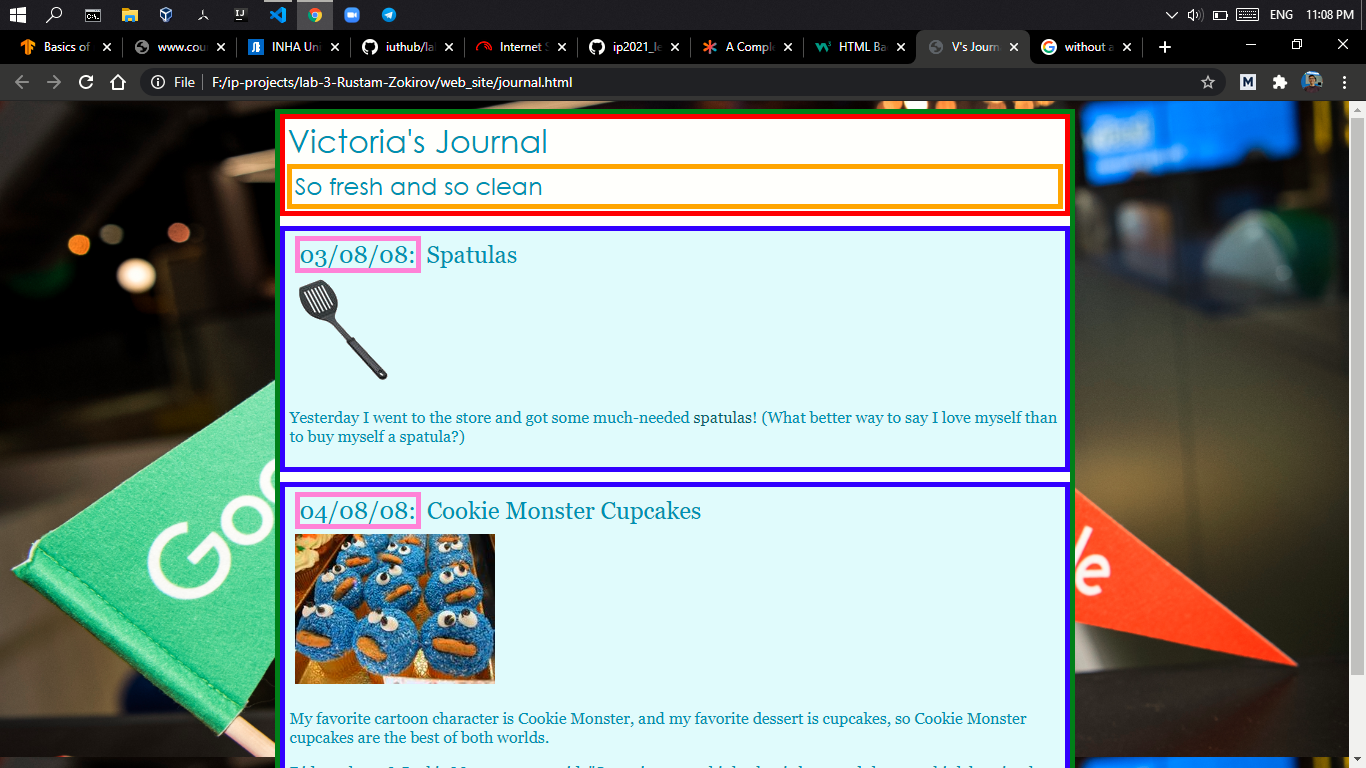 ENG 11:08 PM
Basics of
www.cou
INHA Un
iuthub/la
Internet S
ip2021_le
A Comple
HTML Ba
V's Journ
without a
File F:/ip-projects/lab-3-Rustam-Zokirov/web_site/journal.html
Victoria's Journal
So fresh and so clean
03/08/08: Spatulas
Yesterday I went to the store and got some much-needed spatulas! (What better way to say I love myself than
to buy myself a spatula?)
04/08/08: Cookie Monster Cupcakes
Goo
le
My favorite cartoon character is Cookie Monster, and my favorite dessert is cupcakes, so Cookie Monster
cupcakes are the best of both worlds.